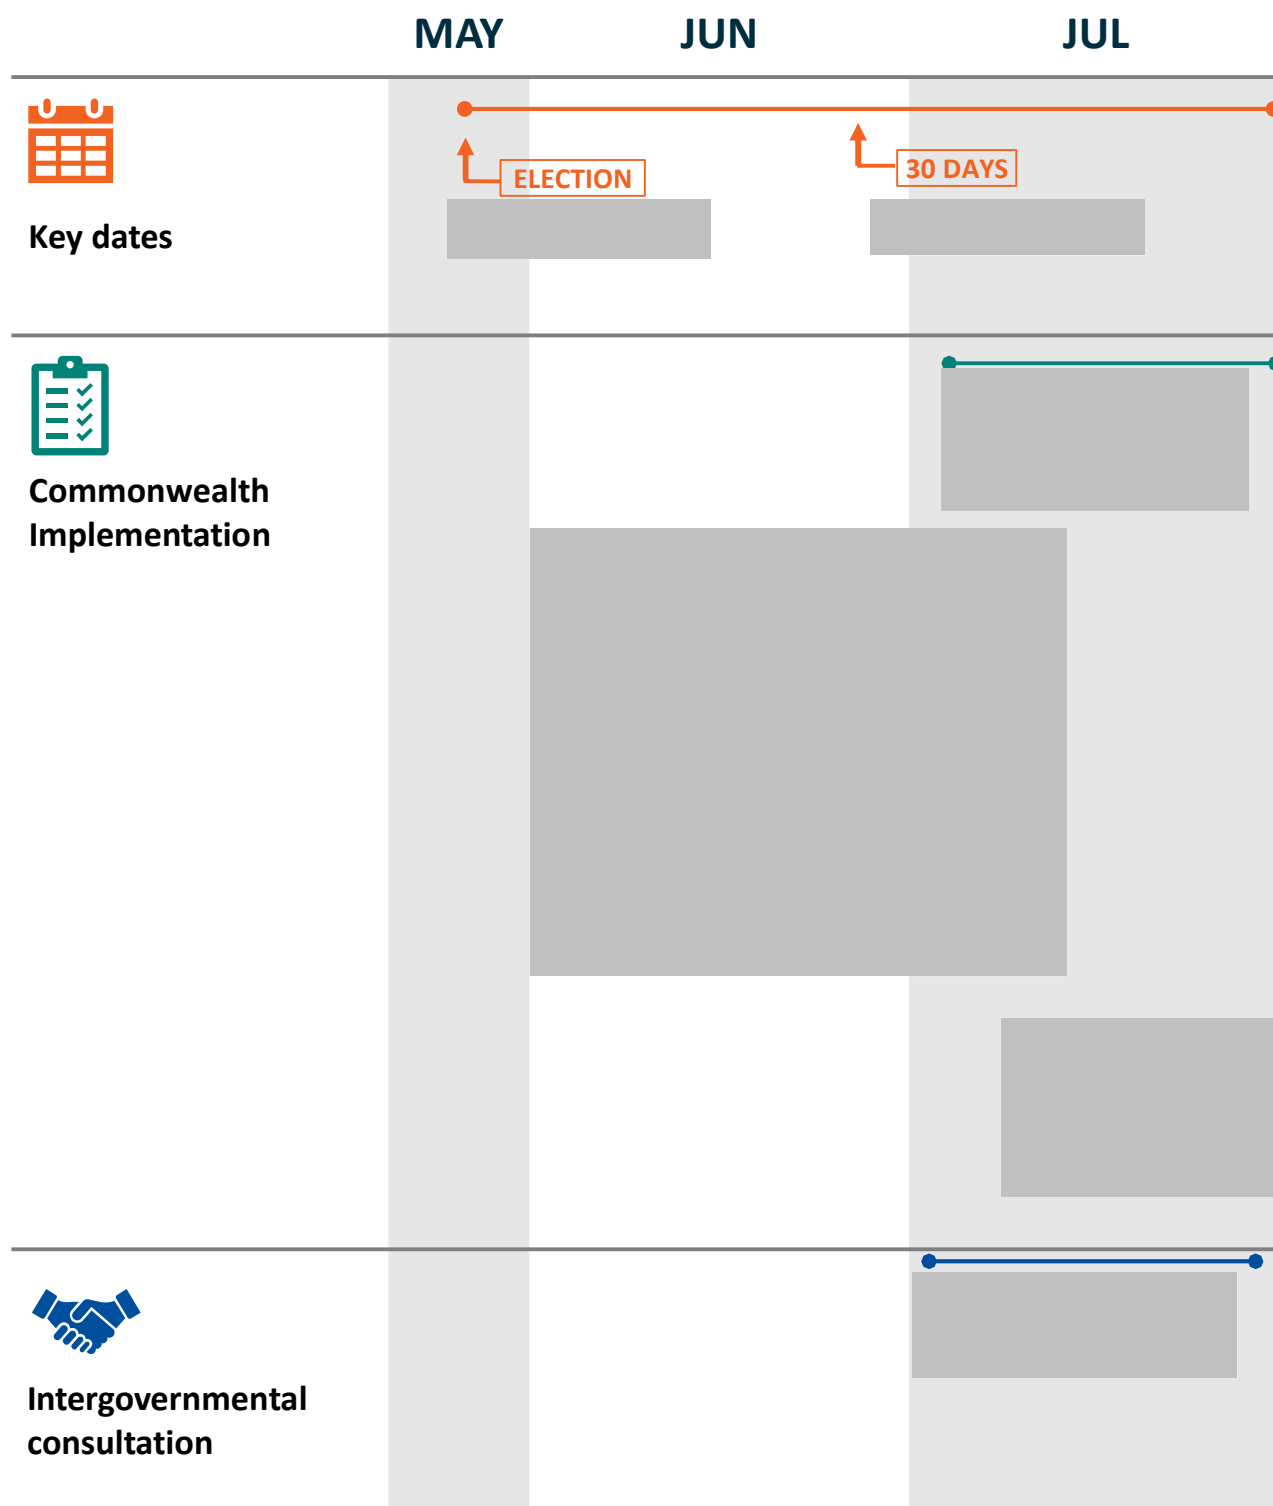 MAY JUN JUL
ELECTION
30 DAYS
Key dates
Commonwealth
Implementation
Intergovernmental
consultation